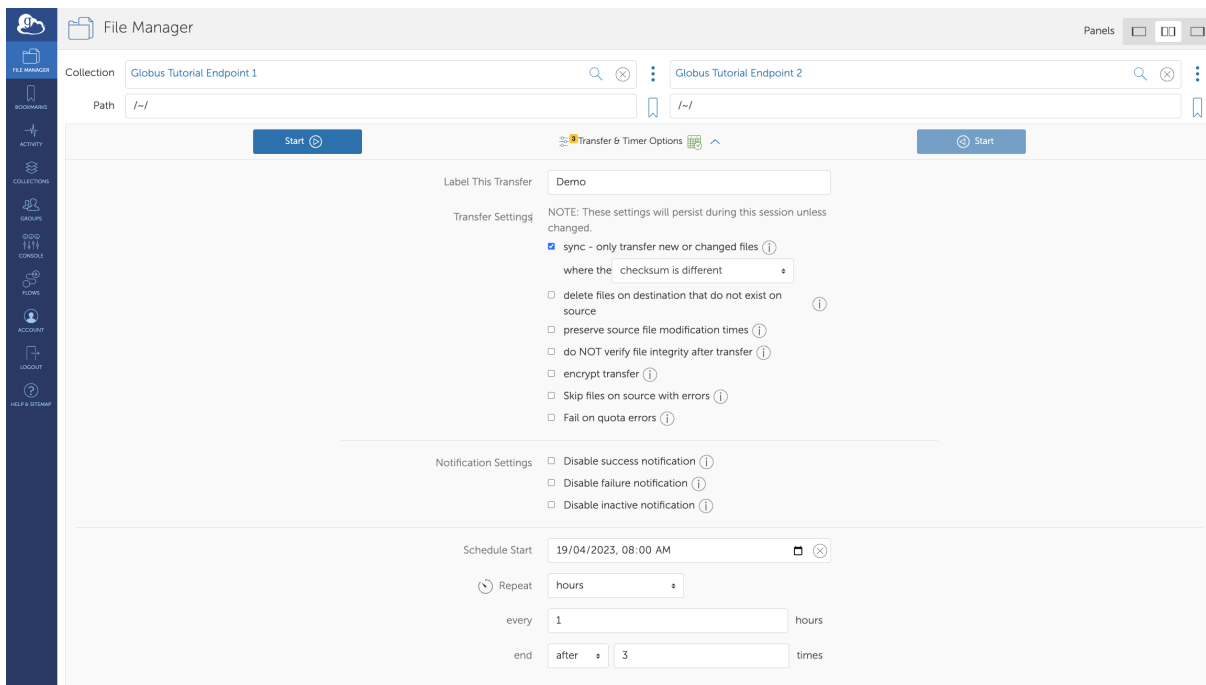 File Manager
Panels
FILE MANAGER
BOOKMARKS
ACTIVITY
COLLECTIONS
GROUPS
CONSOLE
FLOWS
ACCOUNT
LOGOUT
HELP & SITEMAP
Collection Globus Tutorial Endpoint 1 Globus Tutorial Endpoint 2
Path /~/ /~/
Start 3 Transfer & Timer Options Start
Label This Transfer Demo
Transfer Settings NOTE: These settings will persist during this session unless
changed.
sync - only transfer new or changed files
where the checksum is different
delete files on destination that do not exist on
source
preserve source file modification times
do NOT verify file integrity after transfer
encrypt transfer
Skip files on source with errors
Fail on quota errors
Notification Settings Disable success notification
Disable failure notification
Disable inactive notification
Schedule Start 19/04/2023, 08:00 AM
Repeat hours
every 1 hours
end after 3 times